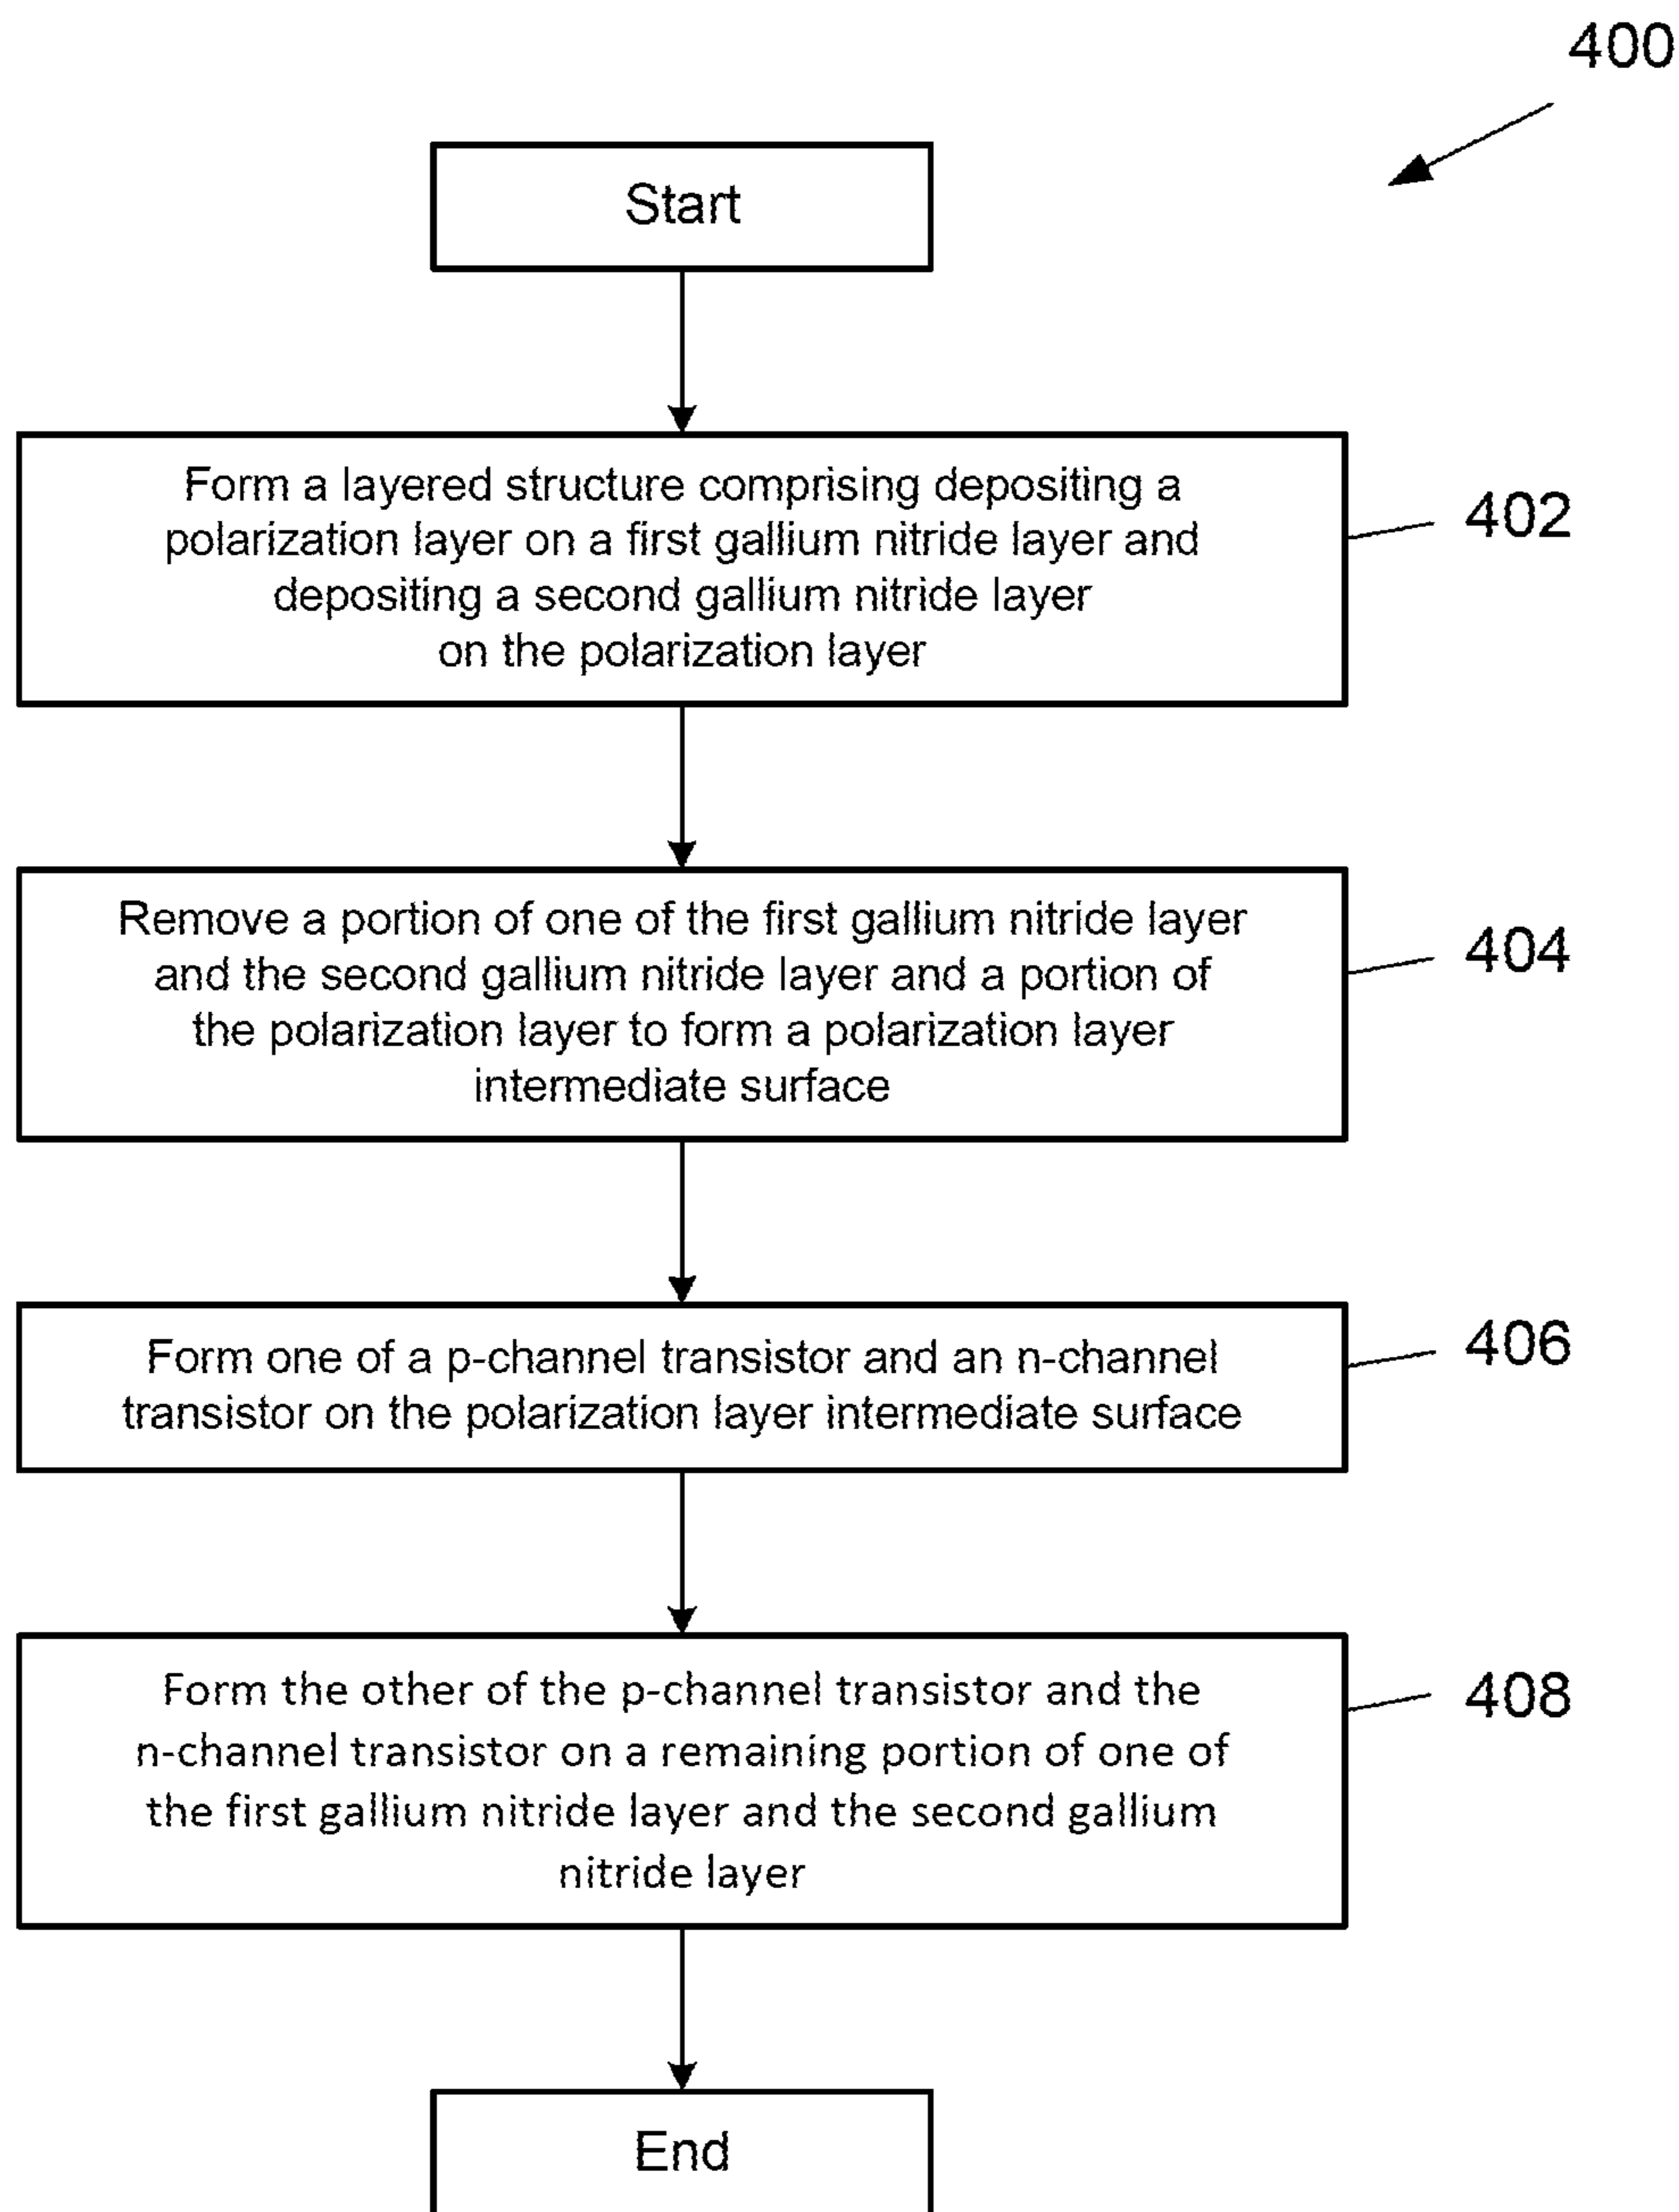 400
Start
Form a layered structure comprising depositing a
polarization layer on a first gallium nitride layer and
depositing a second gallium nitride layer
on the polarization layer
402
Remove a portion of one of the first gallium nitride layer
and the second gallium nitride layer and a portion of
the polarization layer to form a polarization layer
intermediate surface
404
Form one of a p-channel transistor and an n-channel
transistor on the polarization layer intermediate surface
406
Form the other of the p-channel transistor and the
n-channel transistor on a remaining portion of one of
the first gallium nitride layer and the second gallium
nitride layer
408
End